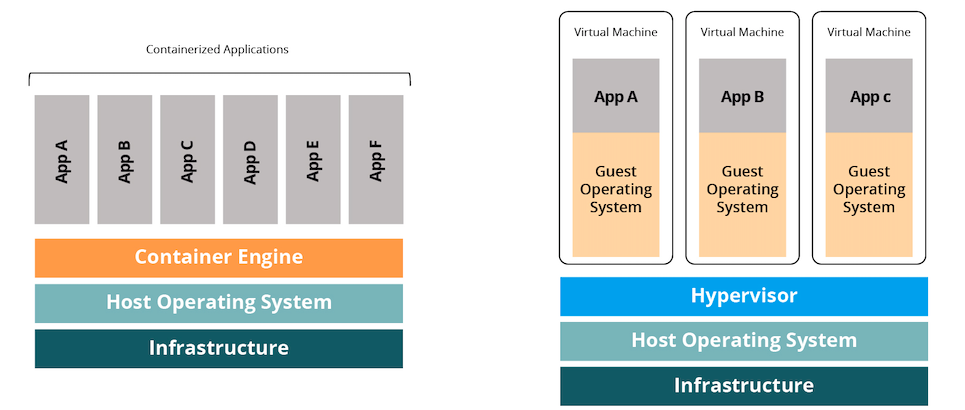 Containerized Applications
App A
App B
App C
App D
App E
App F
Container Engine
Host Operating System
Infrastructure
Virtual Machine
App A
Guest
Operating
System
Virtual Machine
App B
Guest
Operating
System
Virtual Machine
App c
Guest
Operating
System
Hypervisor
Host Operating System
Infrastructure